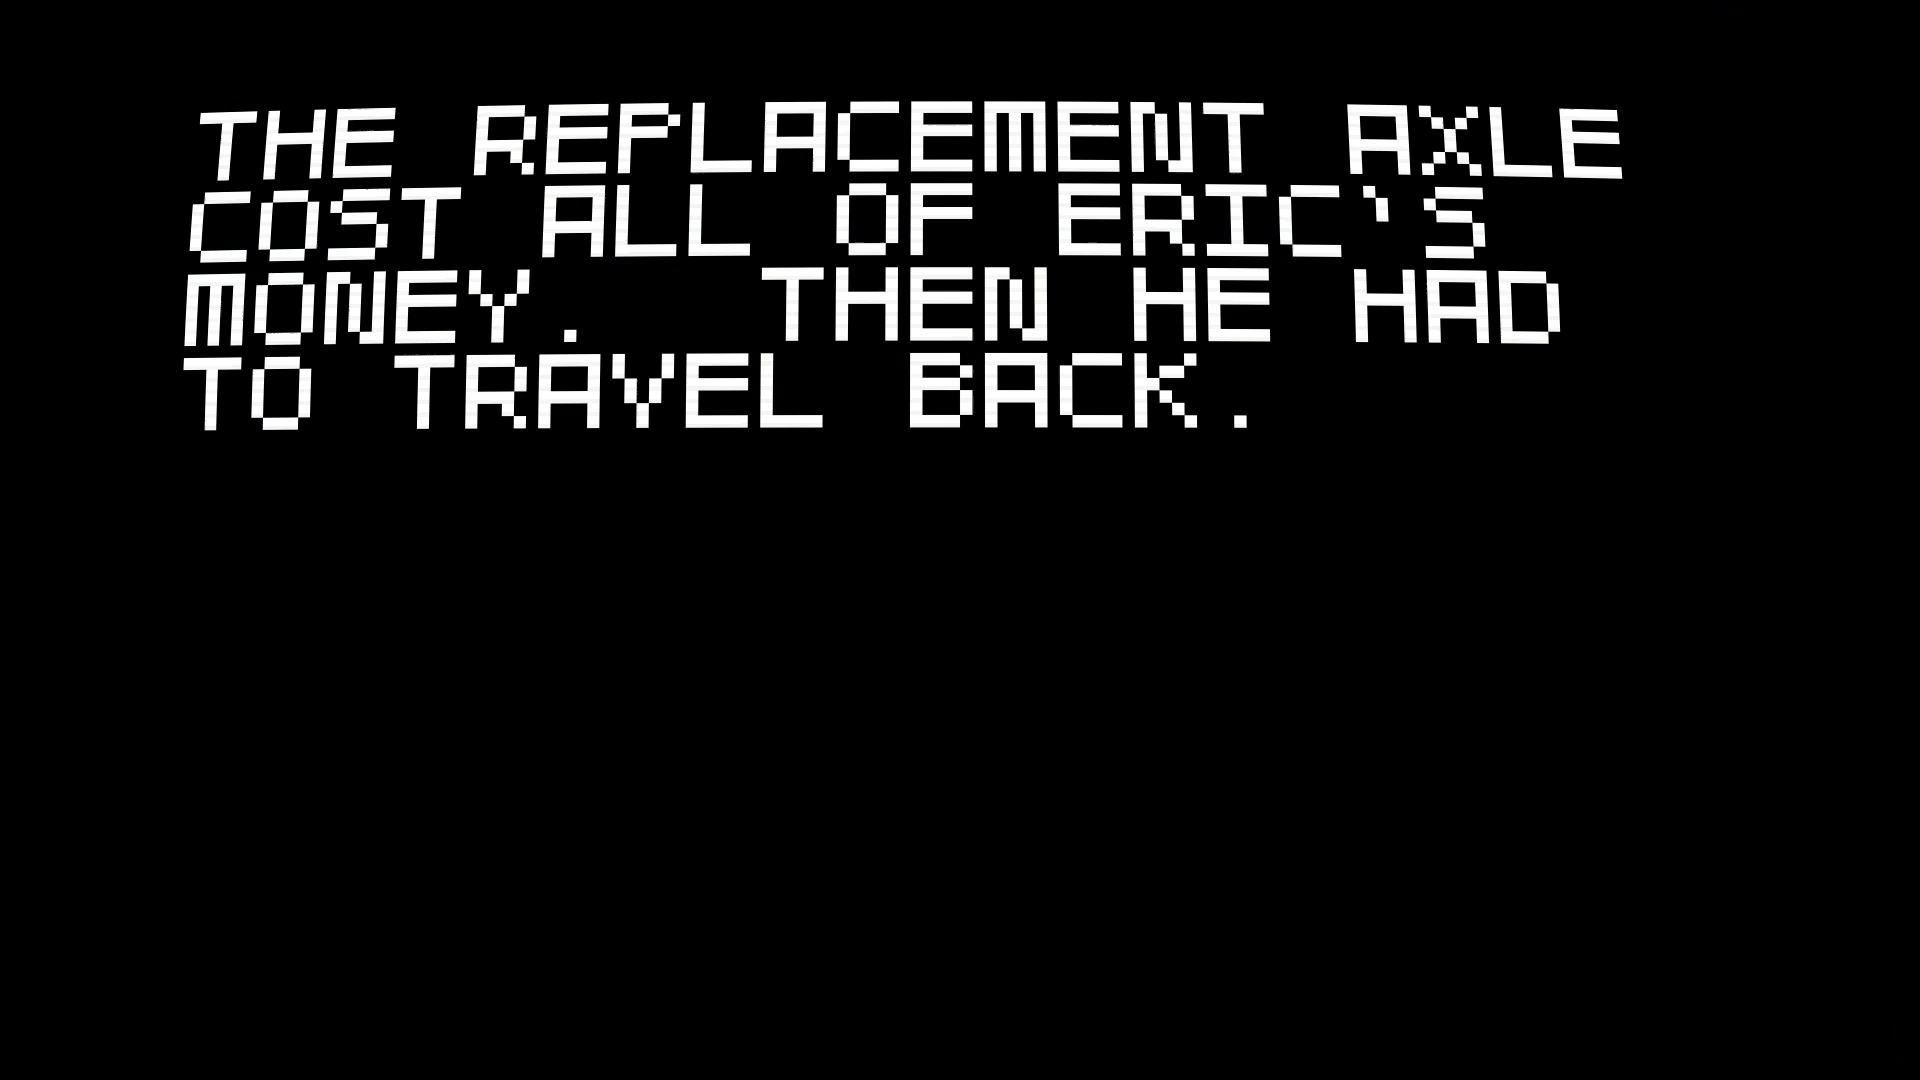 THE REPLACEMENT AXLE
COST ALL OF ERIC'S
MONEY.  THEN HE HAD
TO TRAVEL BACK.